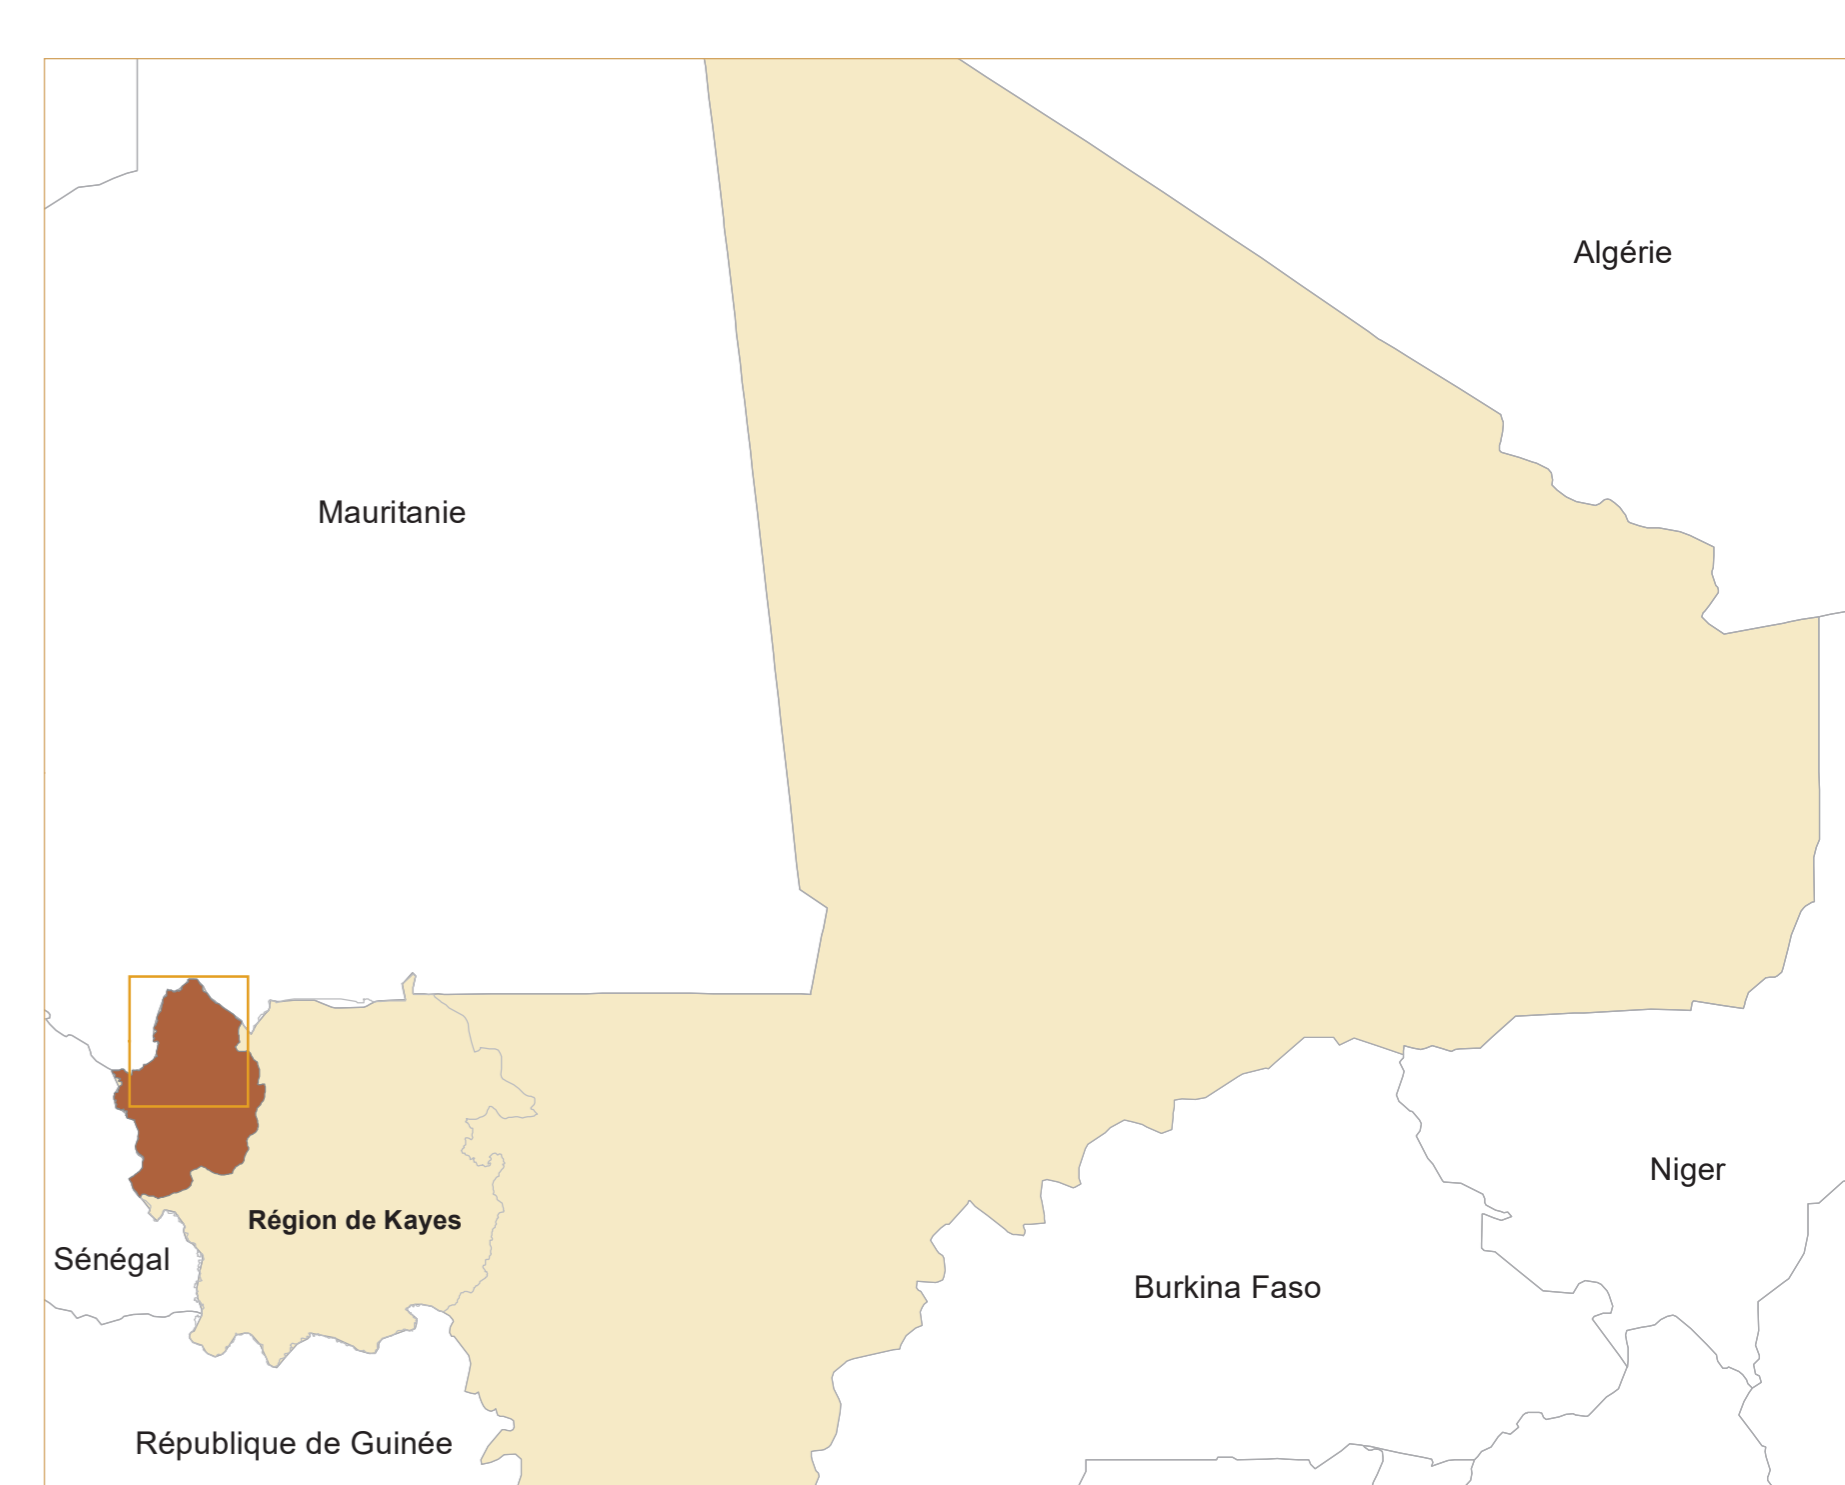 Algérie
Mauritanie
Niger
Région de Kayes
Sénégal
Burkina Faso
République de Guinée